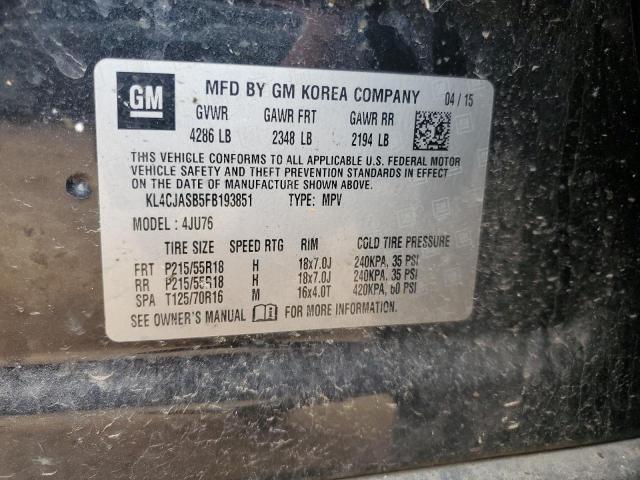 GM MFD BY GM KOREA COMPANY 04 / 15
GVWR GAWR FRT GAWR RR
4286 LB 2348 LB 2194 LB
THIS VEHICLE CONFORMS TO ALL APPLICABLE U.S. FEDERAL MOTOR
VEHICLE SAFETY AND THEFT PREVENTION STANDARDS IN EFFECT
ON THE DATE OF MANUFACTURE SHOWN ABOVE.
KL4CJASB5FB193851 TYPE: MPV
MODEL : 4JU76
TIRE SIZE SPEED RTG RIM COLD TIRE PRESSURE
FRT P215/55R18 H 18x7.0J 240KPA, 35 PSI
RR P215/55R18 H 18x7.0J 240KPA, 35 PSI
SPA T125/70R16 M 16x4.0T 420KPA, 60 PSI
SEE OWNER'S MANUAL FOR MORE INFORMATION.